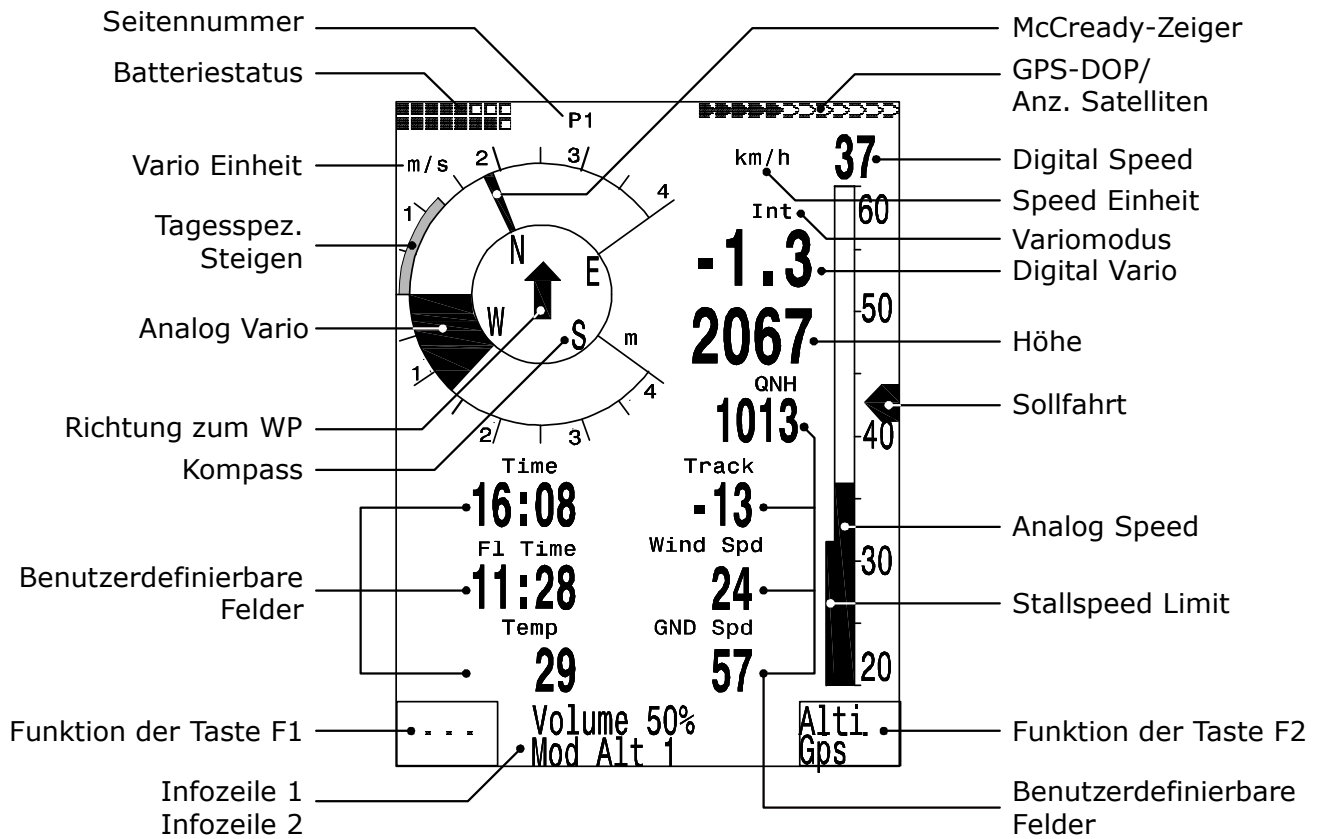 Seitennummer
Batteriestatus
Vario Einheit
Tagesspez.
Steigen
Analog Vario
Richtung zum WP
Kompass
Benutzerdefinierbare
Felder
Funktion der Taste F1
Infozeile 1
Infozeile 2
P1
m/s
2
3
4
1
N
E
W
S
1
2
3
4
m
km/h
37
Int
-1.3
2067
QNH
1013
60
50
40
30
20
Time
16:08
Fl Time
11:28
Temp
29
Track
-13
Wind Spd
24
GND Spd
57
. . . .
Volume 50%
Mod Alt 1
Alti
Gps
McCready-Zeiger
GPS-DOP/
Anz. Satelliten
Digital Speed
Speed Einheit
Variomodus
Digital Vario
Höhe
Sollfahrt
Analog Speed
Stallspeed Limit
Funktion der Taste F2
Benutzerdefinierbare
Felder